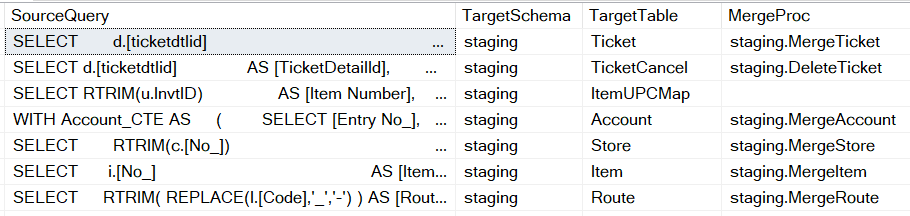 SourceQuery TargetSchema TargetTable MergeProc
SELECT d.[ticketdtlid] ... staging Ticket staging.MergeTicket
SELECT d.[ticketdtlid] AS [TicketDetailId], ... staging TicketCancel staging.DeleteTicket
SELECT RTRIM(u.InvtID) AS [Item Number], ... staging ItemUPCMap
WITH Account_CTE AS ( SELECT [Entry No_], ... staging Account staging.MergeAccount
SELECT RTRIM(c.[No_]) ... staging Store staging.MergeStore
SELECT i.[No_] AS [Item... staging Item staging.MergeItem
SELECT RTRIM( REPLACE(l.[Code],'_','-') ) AS [Rout... staging Route staging.MergeRoute